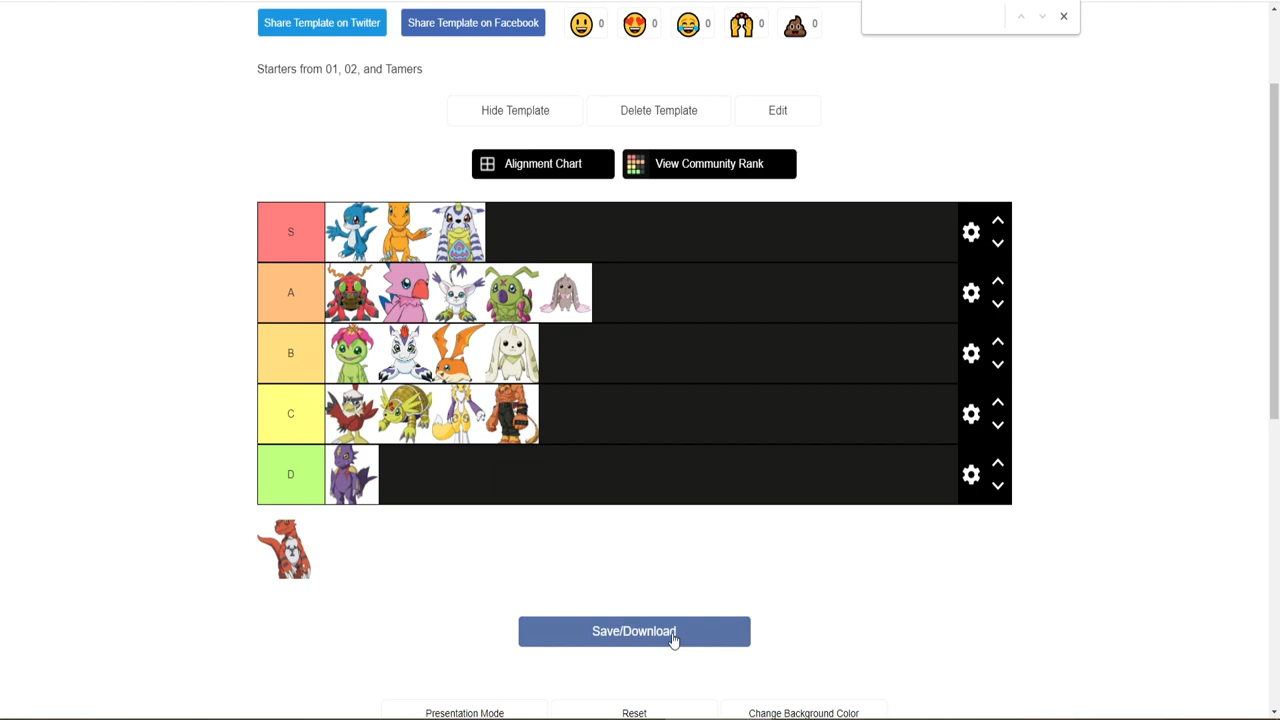 Share Template on Twitter
Share Template on Facebook
0
0
0
0
0
Starters from 01, 02, and Tamers
Hide Template
Delete Template
Edit
Alignment Chart
View Community Rank
S
A
B
C
D
Save/Download
Presentation Mode
Reset
Change Background Color